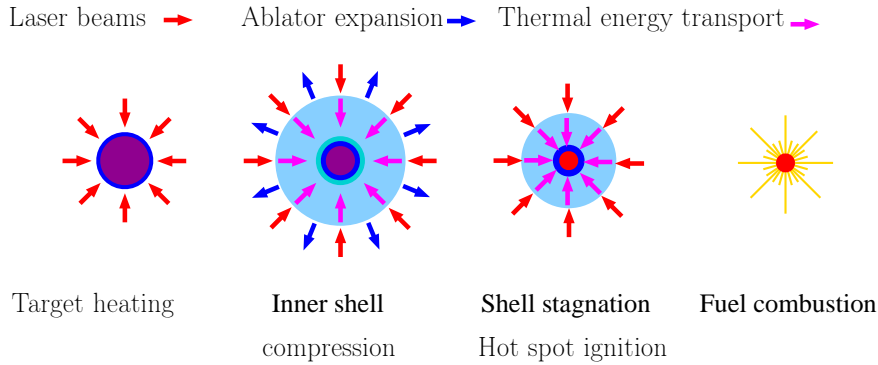 Laser beams
Ablator expansion
Thermal energy transport
Target heating
Inner shell
compression
Shell stagnation
Hot spot ignition
Fuel combustion